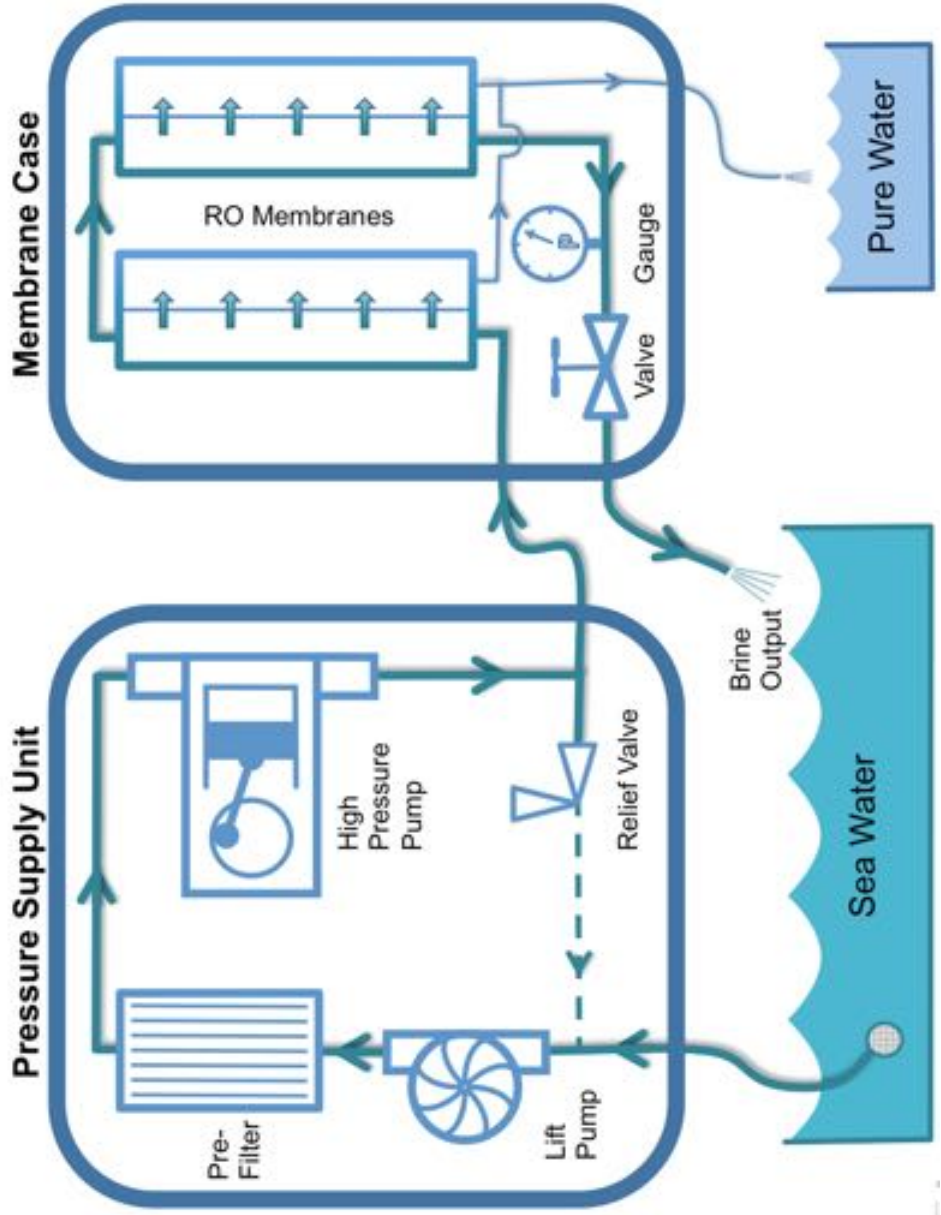 Pressure Supply Unit
Membrane Case
Pre-
Filter
High
Pressure
Pump
Lift
Pump
Relief Valve
RO Membranes
P
Gauge
Valve
Brine
Output
Sea Water
Pure Water